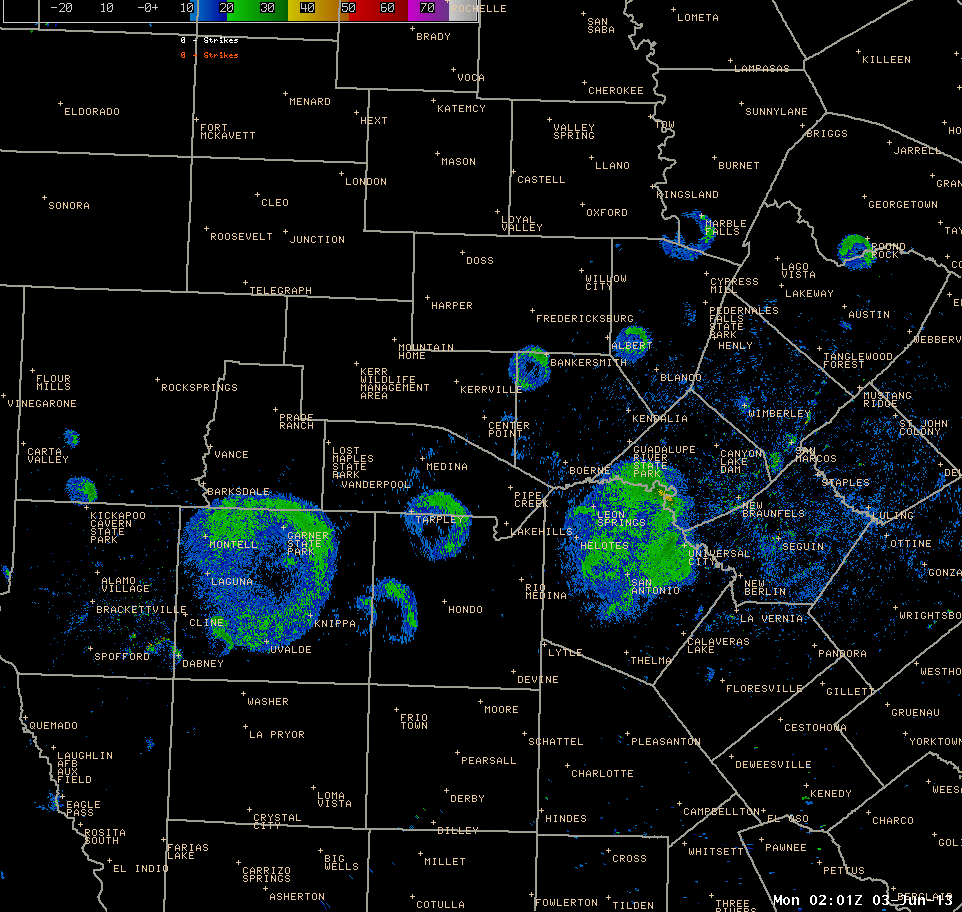 -20 10 -0+ 10 20 30 40 50 60 70 80 90
ROCHELLE
LOMETA
SAN
SABA
BRADY
0 - Strikes
0 - Strikes
KILLEEN
LAMPASAS
VOCA
CHEROKEE
MENARD
KATEMCY
ELDORADO
SUNNYLANE
HEXT
FORT
MCKAVETT
VALLEY
SPRING
TOW
BRIGGS
JARRELL
MASON
LLANO
BURNET
LONDON
CASTELL
KINGSLAND
SONORA
CLEO
OXFORD
GEORGETOWN
LOYAL
VALLEY
MARBLE
FALLS
ROOSEVELT
JUNCTION
ROUND
ROCK
DOSS
LAGO
VISTA
WILLOW
CITY
CYPRESS
MILL
TELEGRAPH
LAKEWAY
HARPER
PEDERNALES
FALLS
STATE
PARK
FREDERICKSBURG
AUSTIN
HENLY
ALBERT
WEBBERV
MOUNTAIN
HOME
TANGLEWOOD
FOREST
BANKERSMITH
KERR
WILDLIFE
MANAGEMENT
AREA
FLOUR
MILLS
ROCKSPRINGS
KERRVILLE
BLANCO
MUSTANG
RIDGE
VINEGARONE
PRADE
RANCH
WIMBERLEY
KENDALIA
CENTER
POINT
ST. JOHN
COLONY
CARTA
VALLEY
VANCE
LOST
MAPLES
STATE
PARK
GUADALUPE
RIVER
STATE
PARK
CANYON
LAKE
DAM
SAN
MARCOS
MEDINA
BOERNE
VANDERPOOL
STAPLES
BARKSDALE
PIPE
CREEK
NEW
BRAUNFELS
KICKAPOO
CAVERN
STATE
PARK
TARPLEY
LEON
SPRINGS
LULING
LAKEHILLS
MONTELL
GARNER
STATE
PARK
HELOTES
SEGUIN
OTTINE
UNIVERSAL
CITY
ALAMO
VILLAGE
LAGUNA
SAN
ANTONIO
NEW
BERLIN
RIO
MEDINA
BRACKETTVILLE
HONDO
CLINE
KNIPPA
LA VERNIA
WRIGHTSBO
UVALDE
CALAVERAS
LAKE
SPOFFORD
DABNEY
LYTLE
THELMA
PANDORA
DEVINE
FLORESVILLE
GILLETT
WASHER
MOORE
FRIO
TOWN
GRUENAU
QUEMADO
LA PRYOR
SCHATTEL
PLEASANTON
CESTOHOWA
YORKTOWN
LAUGHLIN
AFB
AUX
FIELD
PEARSALL
CHARLOTTE
DEWEESVILLE
LOMA
VISTA
DERBY
KENEDY
EAGLE
PASS
CRYSTAL
CITY
HINDES
CAMPBELLTON
EL OSO
CHARCO
ROSITA
SOUTH
DILLEY
FARIAS
LAKE
BIG
WELLS
MILLET
CROSS
WHITSETT
PAWNEE
EL INDIO
CARRIZO
SPRINGS
PETTUS
ASHERTON
COTULLA
FOWLERTON
TILDEN
THREE
RIVERS
BERCLAIR
Mon 02:01Z 03-Jun-13